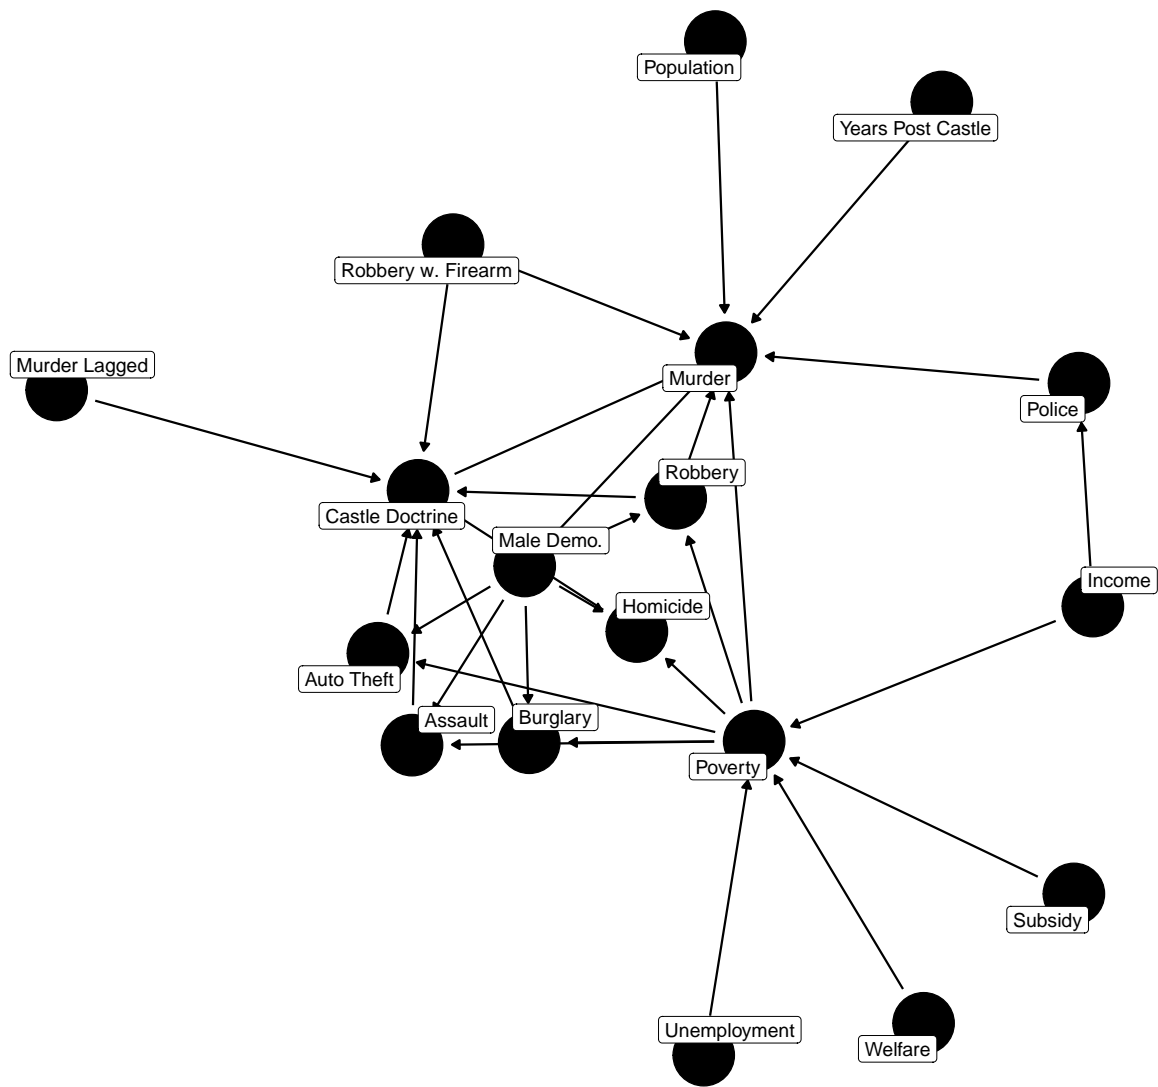 Population
Years Post Castle
Robbery w. Firearm
Murder Lagged
Murder
Police
Robbery
Castle Doctrine
Male Demo.
Income
Homicide
Auto Theft
Assault
Burglary
Poverty
Subsidy
Unemployment
Welfare